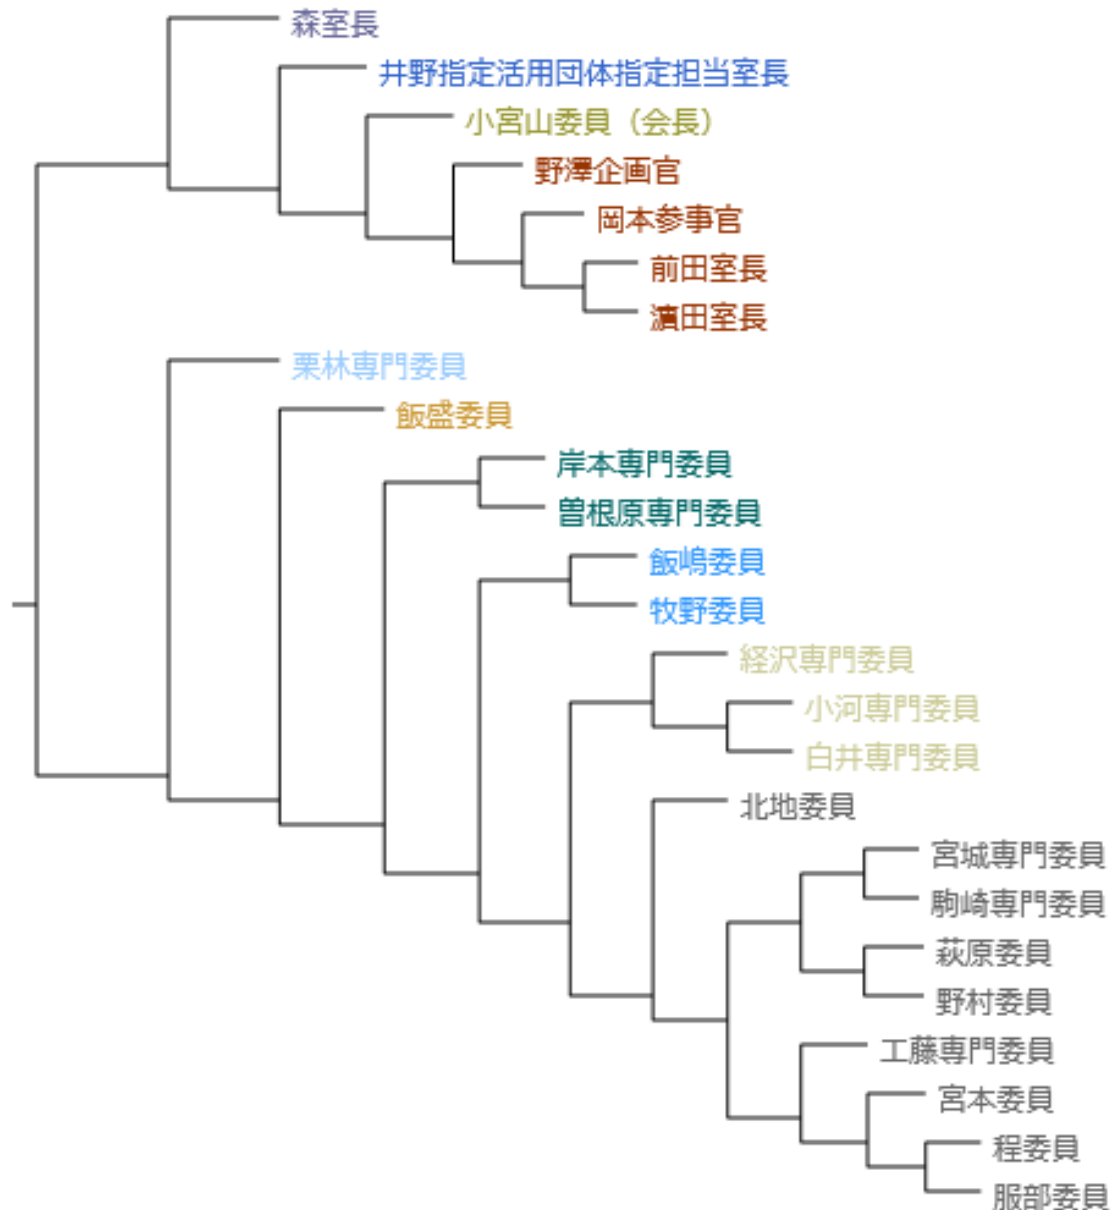 森室長
井野指定活用団体指定担当室長
小宮山委員（会長）
野澤企画官
岡本参事官
前田室長
濵田室長
栗林専門委員
飯盛委員
岸本専門委員
曽根原専門委員
飯嶋委員
牧野委員
経沢専門委員
小河専門委員
白井専門委員
北地委員
宮城専門委員
駒崎専門委員
萩原委員
野村委員
工藤専門委員
宮本委員
程委員
服部委員